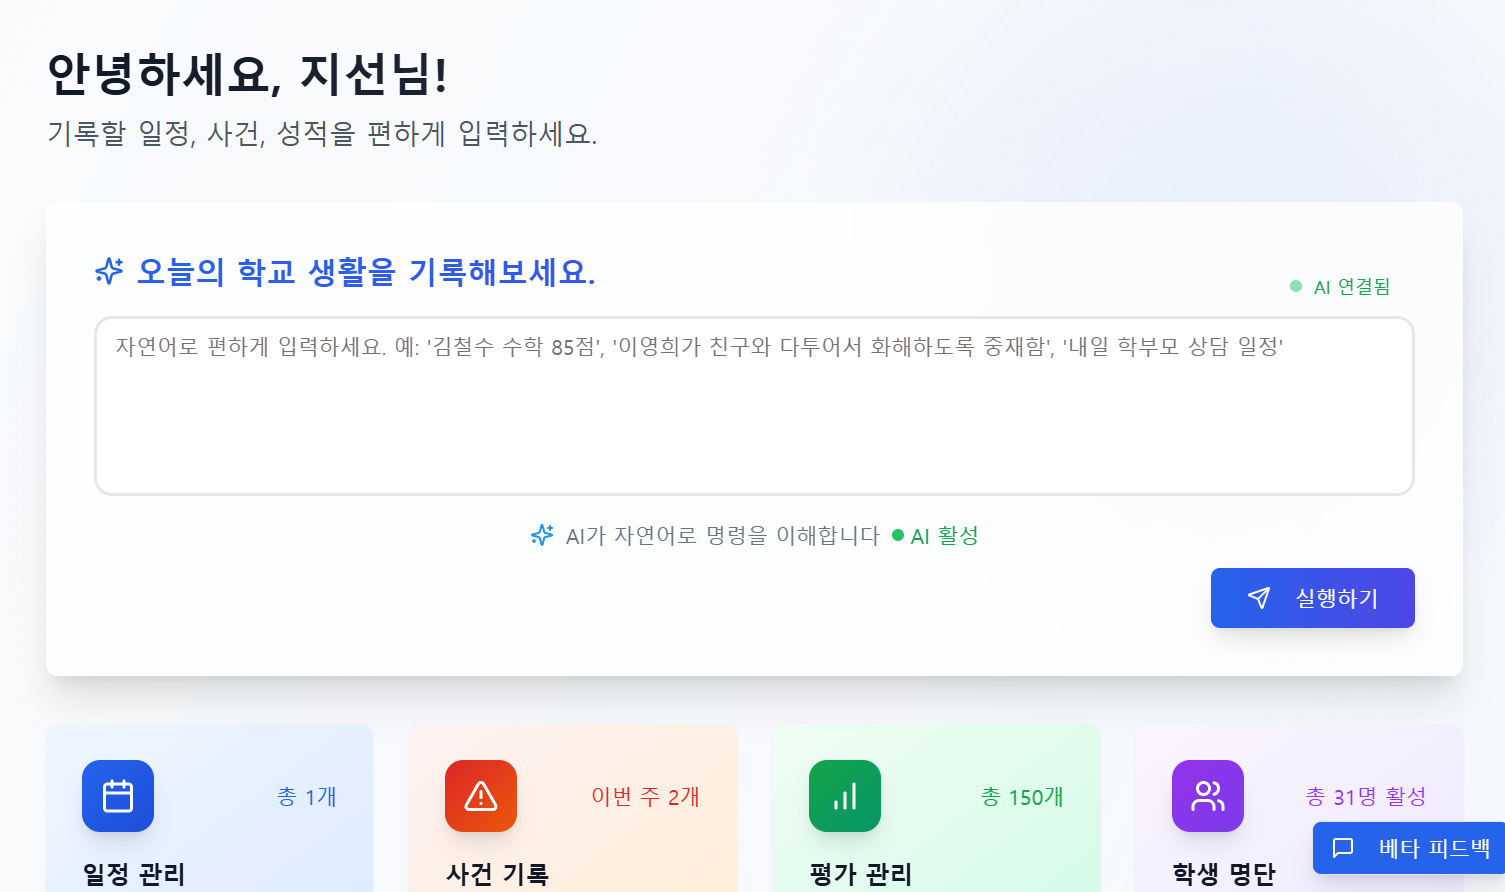 안녕하세요, 지선님!
기록할 일정, 사건, 성적을 편하게 입력하세요.
오늘의 학교 생활을 기록해보세요.
AI 연결됨
자연어로 편하게 입력하세요. 예: '김철수 수학 85점', '이영희가 친구와 다투어서 화해하도록 중재함', '내일 학부모 상담 일정'
AI가 자연어로 명령을 이해합니다 AI 활성
실행하기
총 1개
이번 주 2개
총 150개
총 31명 활성
베타 피드백
일정 관리
사건 기록
평가 관리
학생 명단